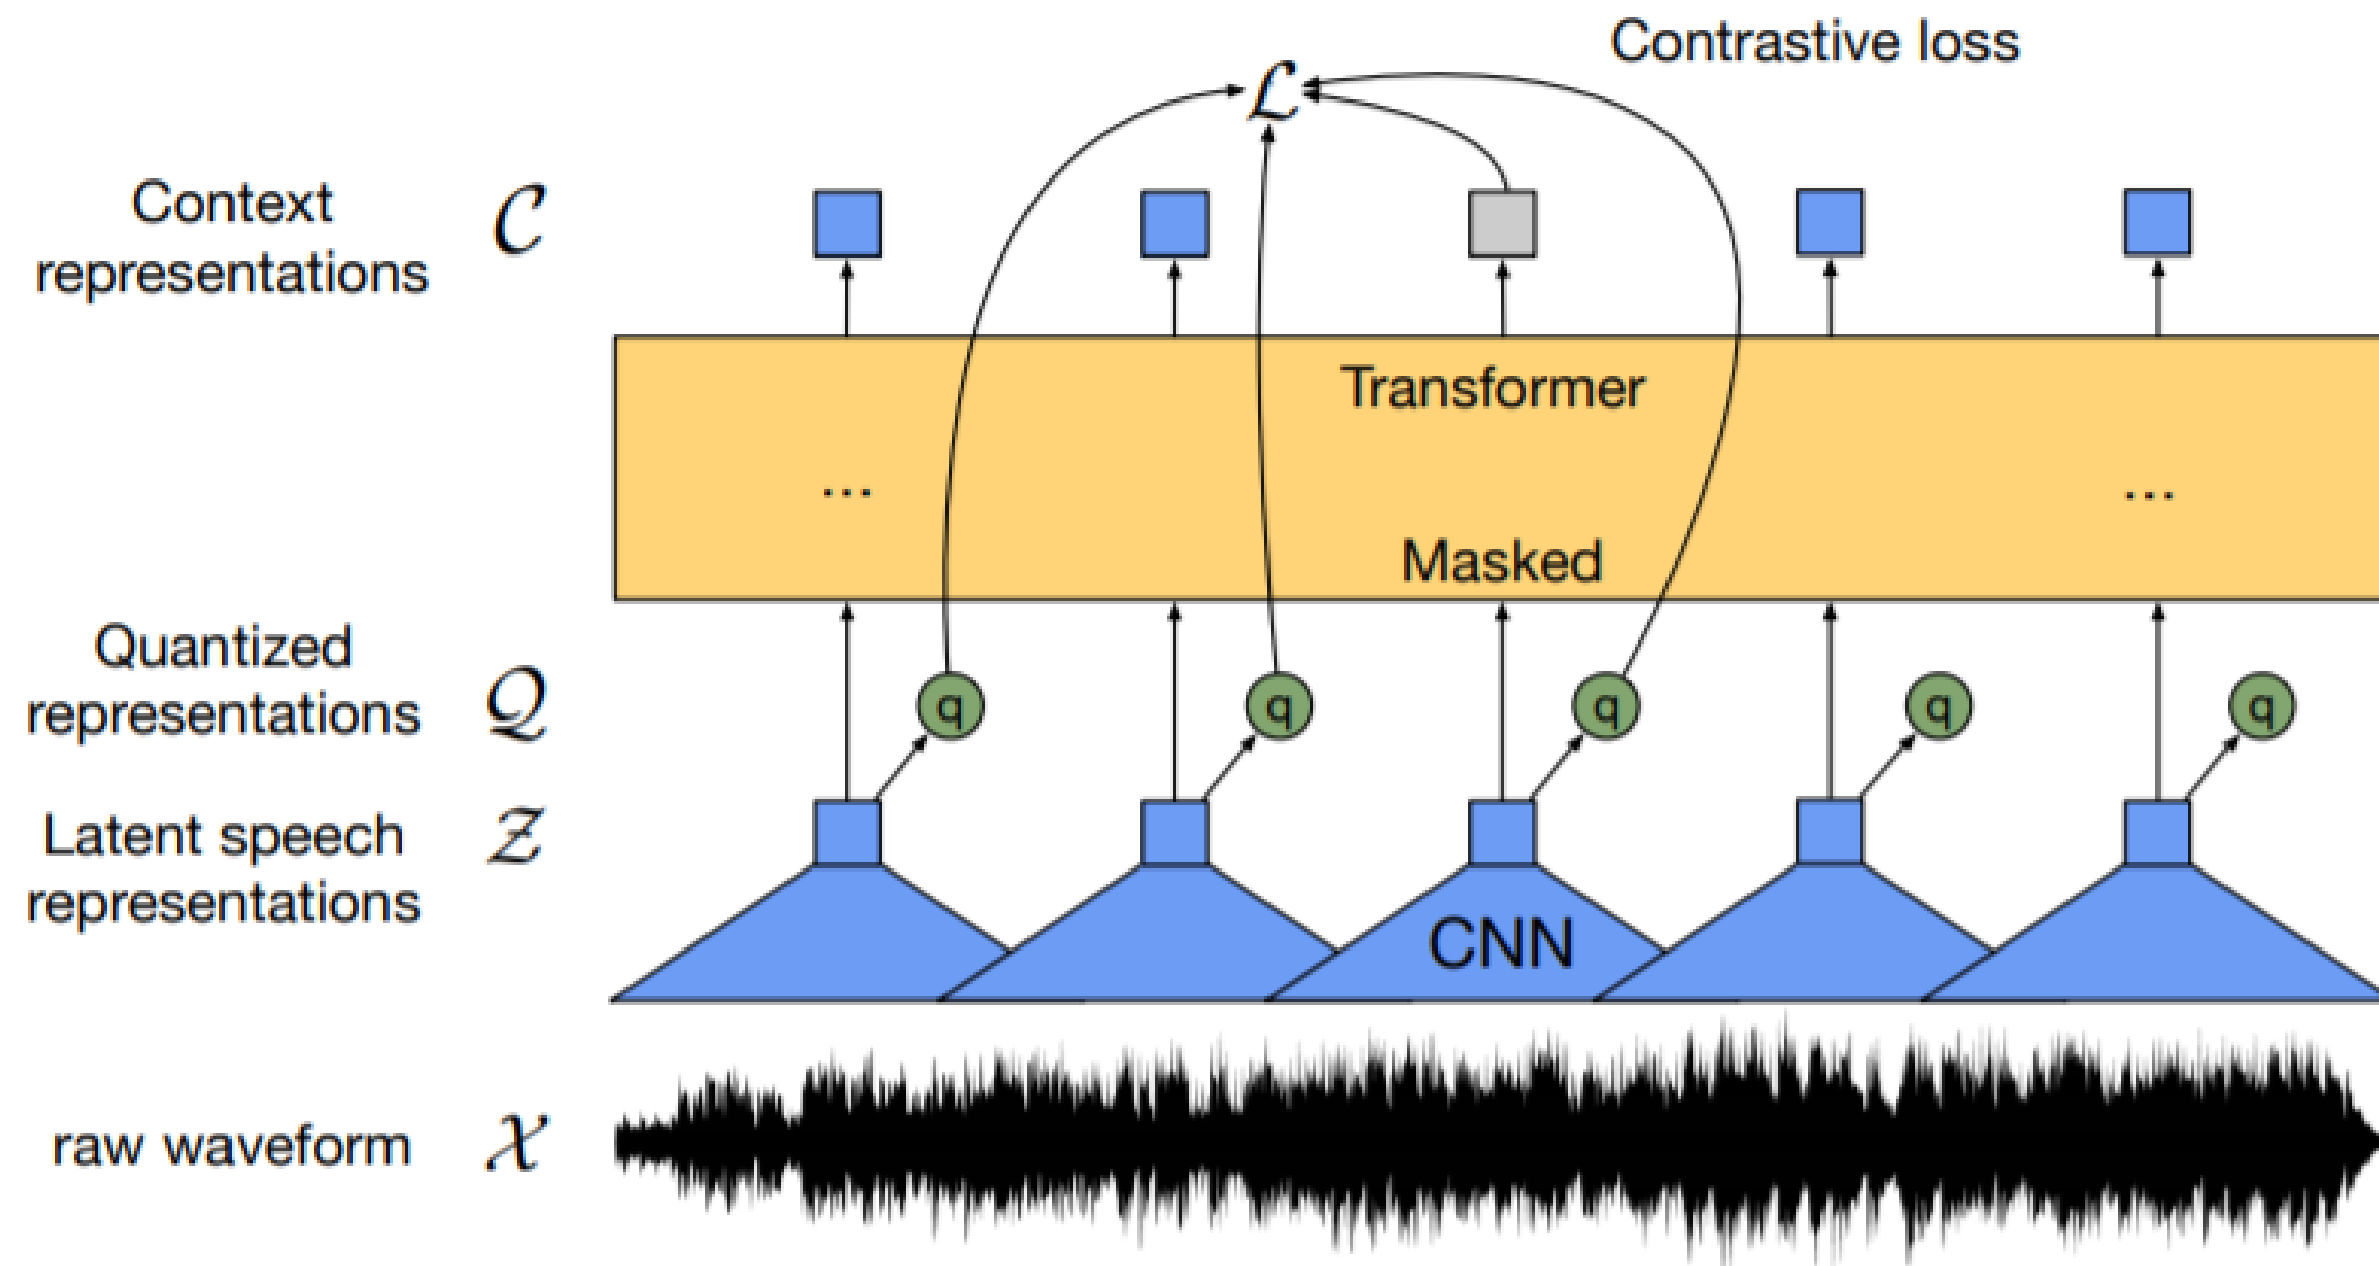 Contrastive loss
ℒ
Context
representations
𝒞
Transformer
...
...
Masked
Quantized
representations
𝒬
q
q
q
q
q
Latent speech
representations
𝒵
CNN
raw waveform
𝒳